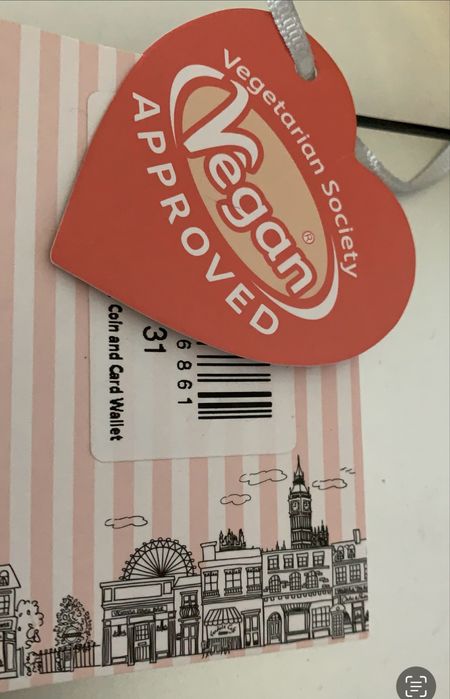 Vegetarian Society
Vegan®
APPROVED
6861
31
Coin and Card Wallet